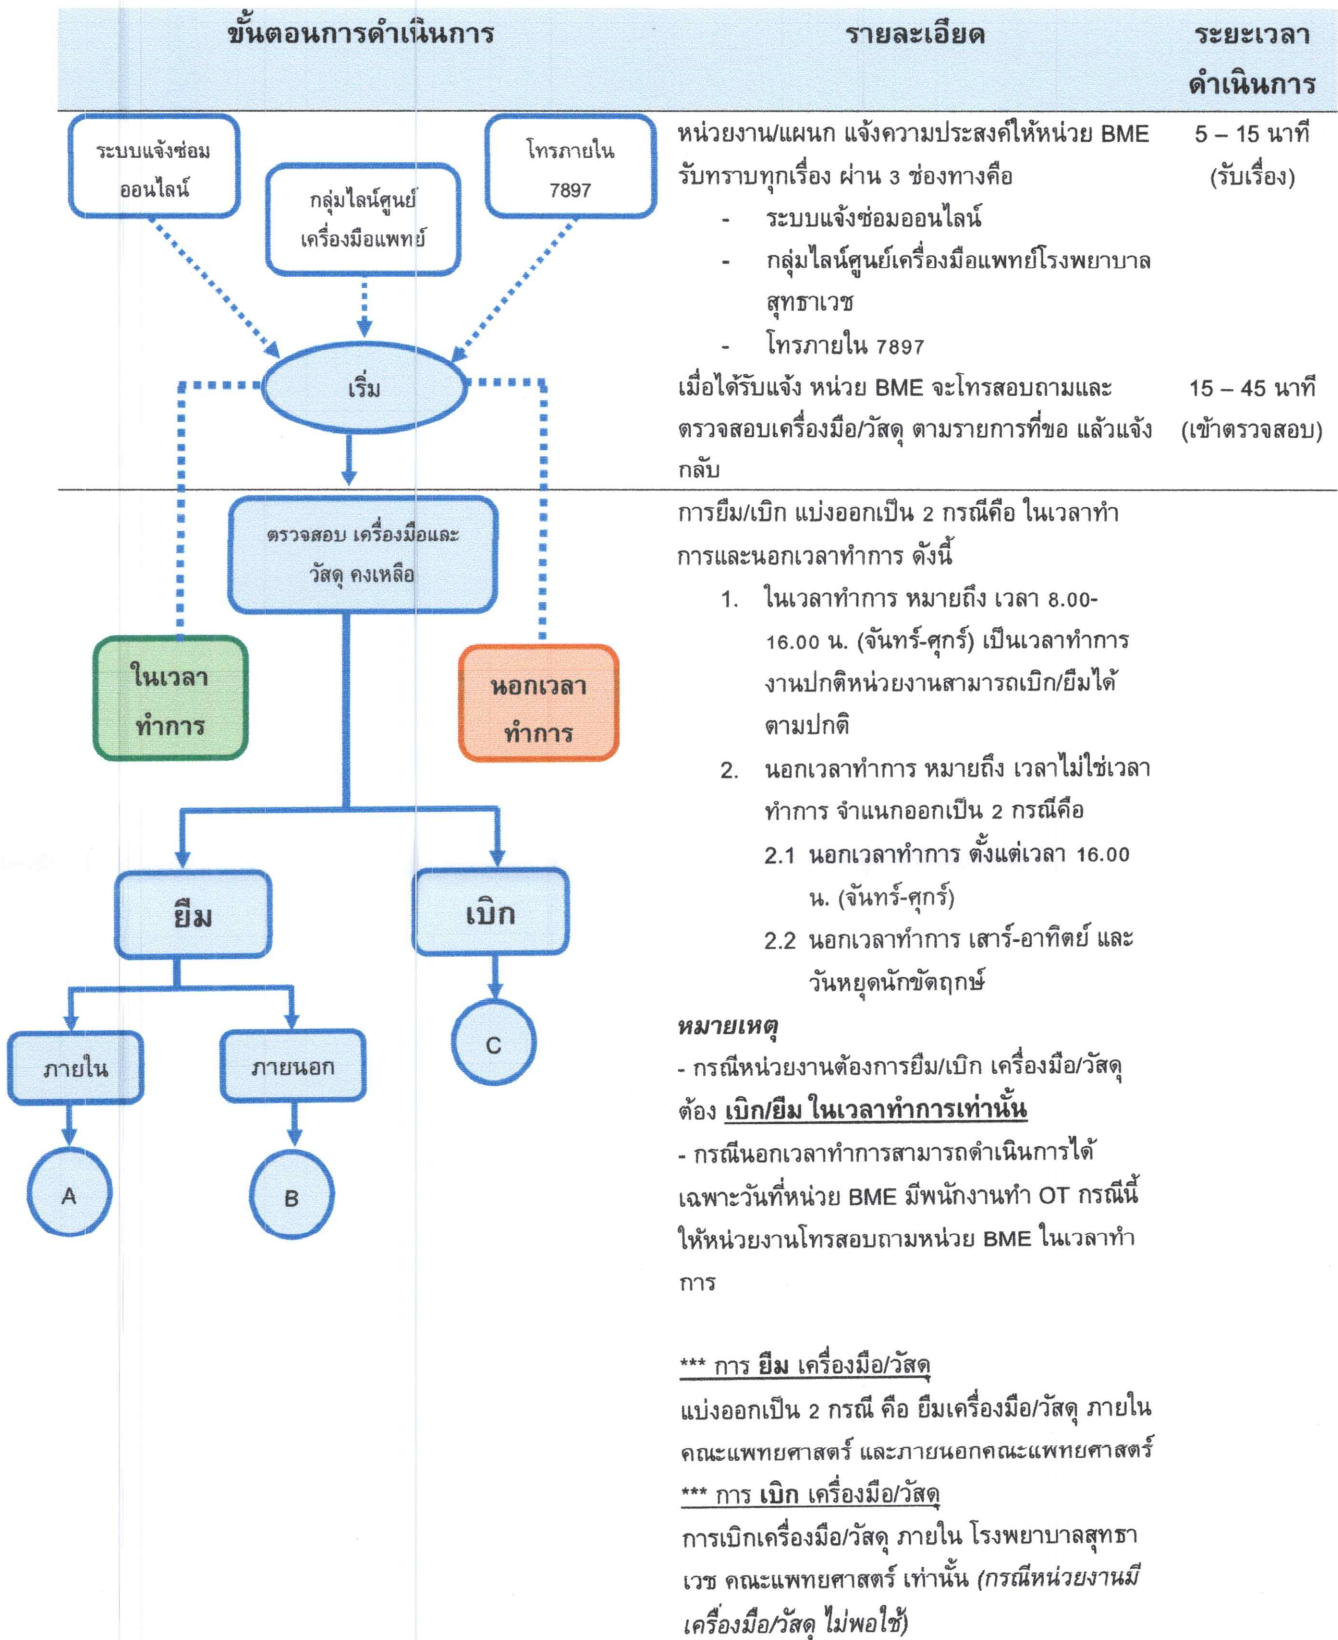 ขั้นตอนการดำเนินการ
รายละเอียด
ระยะเวลา
ดำเนินการ
ระบบแจ้งซ่อม
ออนไลน์
กลุ่มไลน์ศูนย์
เครื่องมือแพทย์
โทรภายใน
7897
เริ่ม
หน่วยงาน/แผนก แจ้งความประสงค์ให้หน่วย BME
รับทราบทุกเรื่อง ผ่าน 3 ช่องทางคือ
- ระบบแจ้งซ่อมออนไลน์
- กลุ่มไลน์ศูนย์เครื่องมือแพทย์โรงพยาบาล
สุทธาเวช
- โทรภายใน 7897
5 – 15 นาที
(รับเรื่อง)
เมื่อได้รับแจ้ง หน่วย BME จะโทรสอบถามและ
ตรวจสอบเครื่องมือ/วัสดุ ตามรายการที่ขอ แล้วแจ้ง
กลับ
15 – 45 นาที
(เข้าตรวจสอบ)
ตรวจสอบ เครื่องมือและ
วัสดุ คงเหลือ
ในเวลา
ทำการ
นอกเวลา
ทำการ
ยืม
เบิก
ภายใน
ภายนอก
C
A
B
การยืม/เบิก แบ่งออกเป็น 2 กรณีคือ ในเวลาทำ
การและนอกเวลาทำการ ดังนี้
1. ในเวลาทำการ หมายถึง เวลา 8.00-
16.00 น. (จันทร์-ศุกร์) เป็นเวลาทำการ
งานปกติหน่วยงานสามารถเบิก/ยืมได้
ตามปกติ
2. นอกเวลาทำการ หมายถึง เวลาไม่ใช่เวลา
ทำการ จำแนกออกเป็น 2 กรณีคือ
2.1 นอกเวลาทำการ ตั้งแต่เวลา 16.00
น. (จันทร์-ศุกร์)
2.2 นอกเวลาทำการ เสาร์-อาทิตย์ และ
วันหยุดนักขัตฤกษ์
หมายเหตุ
- กรณีหน่วยงานต้องการยืม/เบิก เครื่องมือ/วัสดุ
ต้อง เบิก/ยืม ในเวลาทำการเท่านั้น
- กรณีนอกเวลาทำการสามารถดำเนินการได้
เฉพาะวันที่หน่วย BME มีพนักงานทำ OT กรณีนี้
ให้หน่วยงานโทรสอบถามหน่วย BME ในเวลาทำ
การ
*** การ ยืม เครื่องมือ/วัสดุ
แบ่งออกเป็น 2 กรณี คือ ยืมเครื่องมือ/วัสดุ ภายใน
คณะแพทยศาสตร์ และภายนอกคณะแพทยศาสตร์
*** การ เบิก เครื่องมือ/วัสดุ
การเบิกเครื่องมือ/วัสดุ ภายใน โรงพยาบาลสุทธา
เวช คณะแพทยศาสตร์ เท่านั้น (กรณีหน่วยงานมี
เครื่องมือ/วัสดุ ไม่พอใช้)